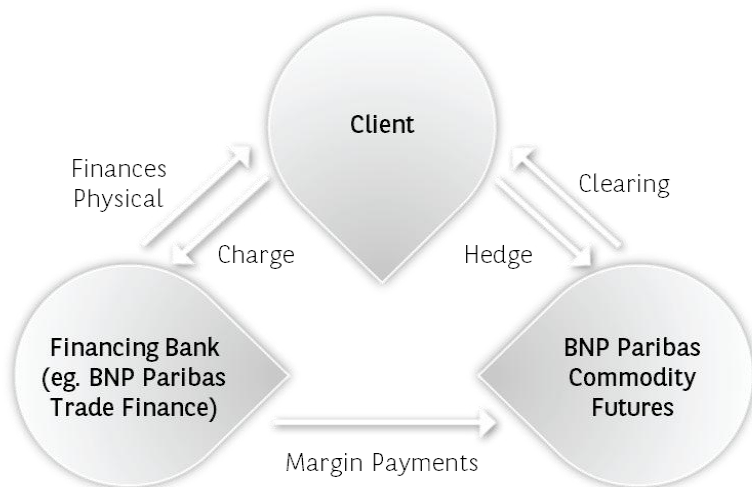 Client
Finances
Physical
Clearing
Charge
Hedge
Financing Bank
(eg. BNP Paribas
Trade Finance)
BNP Paribas
Commodity
Futures
Margin Payments